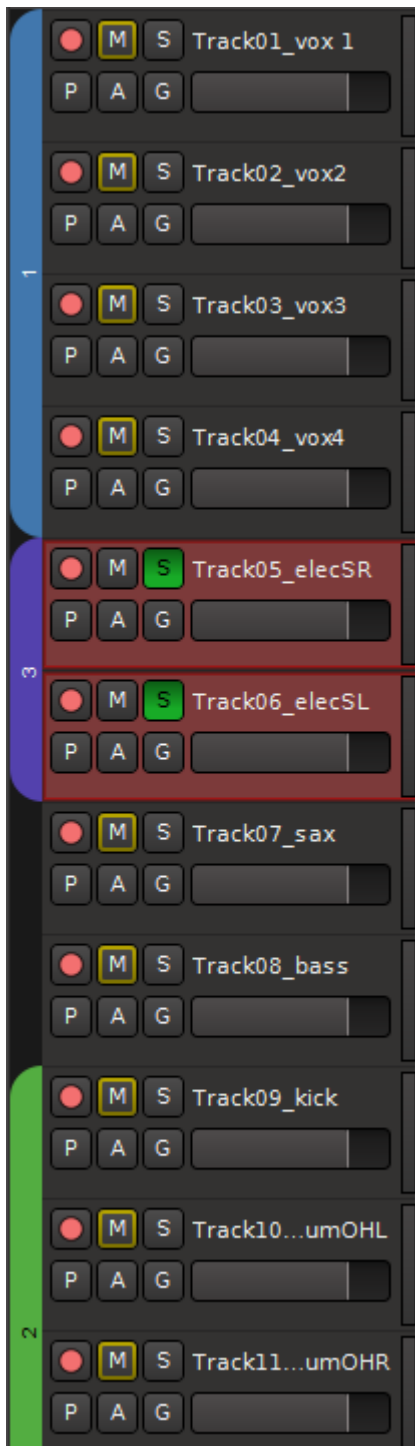 M S Track01_vox 1
P A G
M S Track02_vox2
P A G
1
M S Track03_vox3
P A G
M S Track04_vox4
P A G
M S Track05_elecSR
P A G
3
M S Track06_elecSL
P A G
M S Track07_sax
P A G
M S Track08_bass
P A G
M S Track09_kick
P A G
M S Track10...umOHL
P A G
2
M S Track11...umOHR
P A G